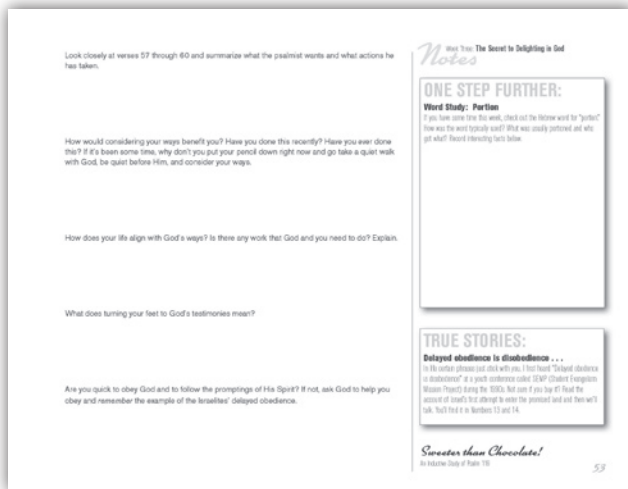 Look closely at verses 57 through 60 and summarize what the psalmist wants and what actions he
has taken.
How would considering your ways benefit you? Have you done this recently? Have you ever done
this? If it's been some time, why don't you put your pencil down right now and go take a quiet walk
with God, be quiet before Him, and consider your ways.
How does your life align with God's ways? Is there any work that God and you need to do? Explain.
What does turning your feet to God's testimonies mean?
Are you quick to obey God and to follow the promptings of His Spirit? If not, ask God to help you
obey and remember the example of the Israelites' delayed obedience.
Notes
Week Three: The Secret to Delighting in God
ONE STEP FURTHER:
Word Study: Portion
If you have some time this week, check out the Hebrew word for "portion."
How was the word typically used? What was usually portioned and who
got what? Record interesting facts below.
TRUE STORIES:
Delayed obedience is disobedience . . .
In life certain phrases just stick with you. I first heard "Delayed obedience
is disobedience" at a youth conference called SEMP (Student Evangelism
Mission Project) during the 1990s. Not sure if you buy it? Read the
account of Israel's first attempt to enter the promised land and then we'll
talk. You'll find it in Numbers 13 and 14.
Sweeter than Chocolate!
An Inductive Study of Psalm 119
53